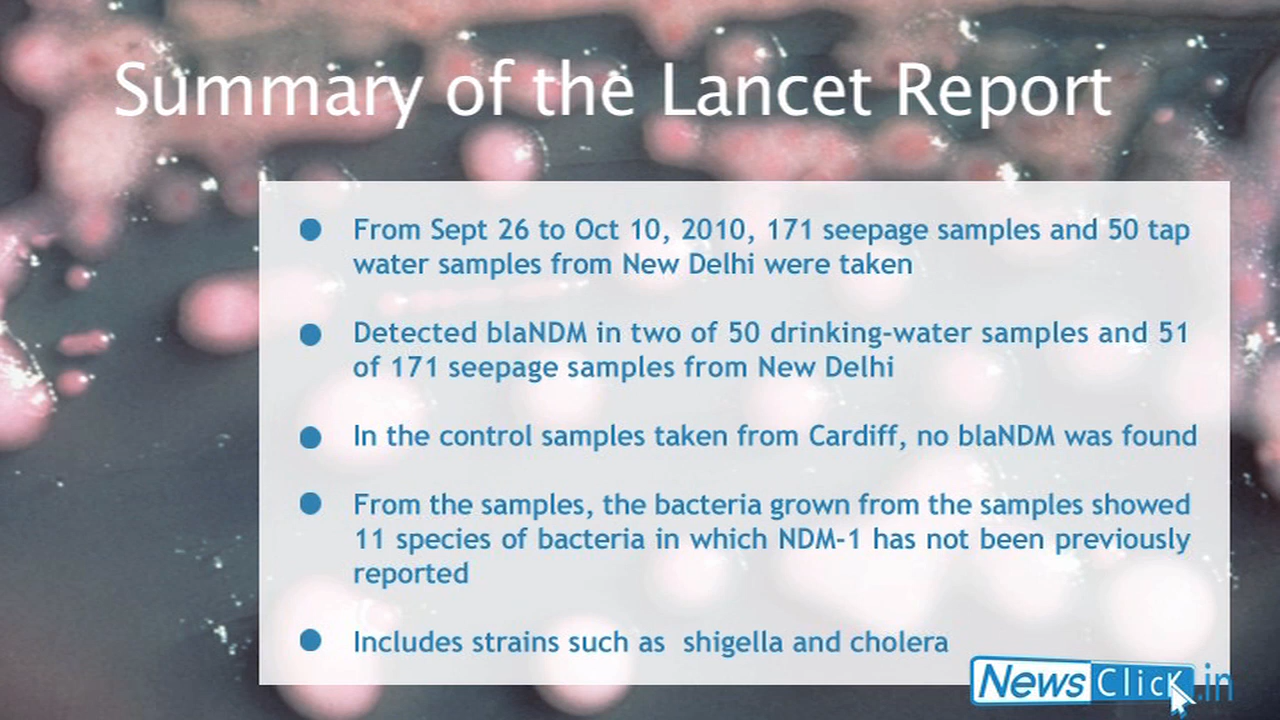 Summary of the Lancet Report
From Sept 26 to Oct 10, 2010, 171 seepage samples and 50 tap
water samples from New Delhi were taken
Detected blaNDM in two of 50 drinking-water samples and 51
of 171 seepage samples from New Delhi
In the control samples taken from Cardiff, no blaNDM was found
From the samples, the bacteria grown from the samples showed
11 species of bacteria in which NDM-1 has not been previously
reported
Includes strains such as  shigella and cholera
NewsClick.in